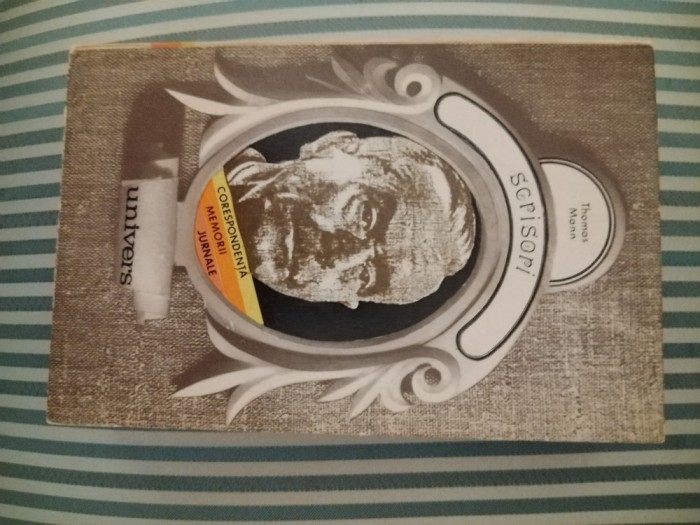 Thomas
Mann
scrisori
CORESPONDENȚA
MEMORII
JURNALE
univers